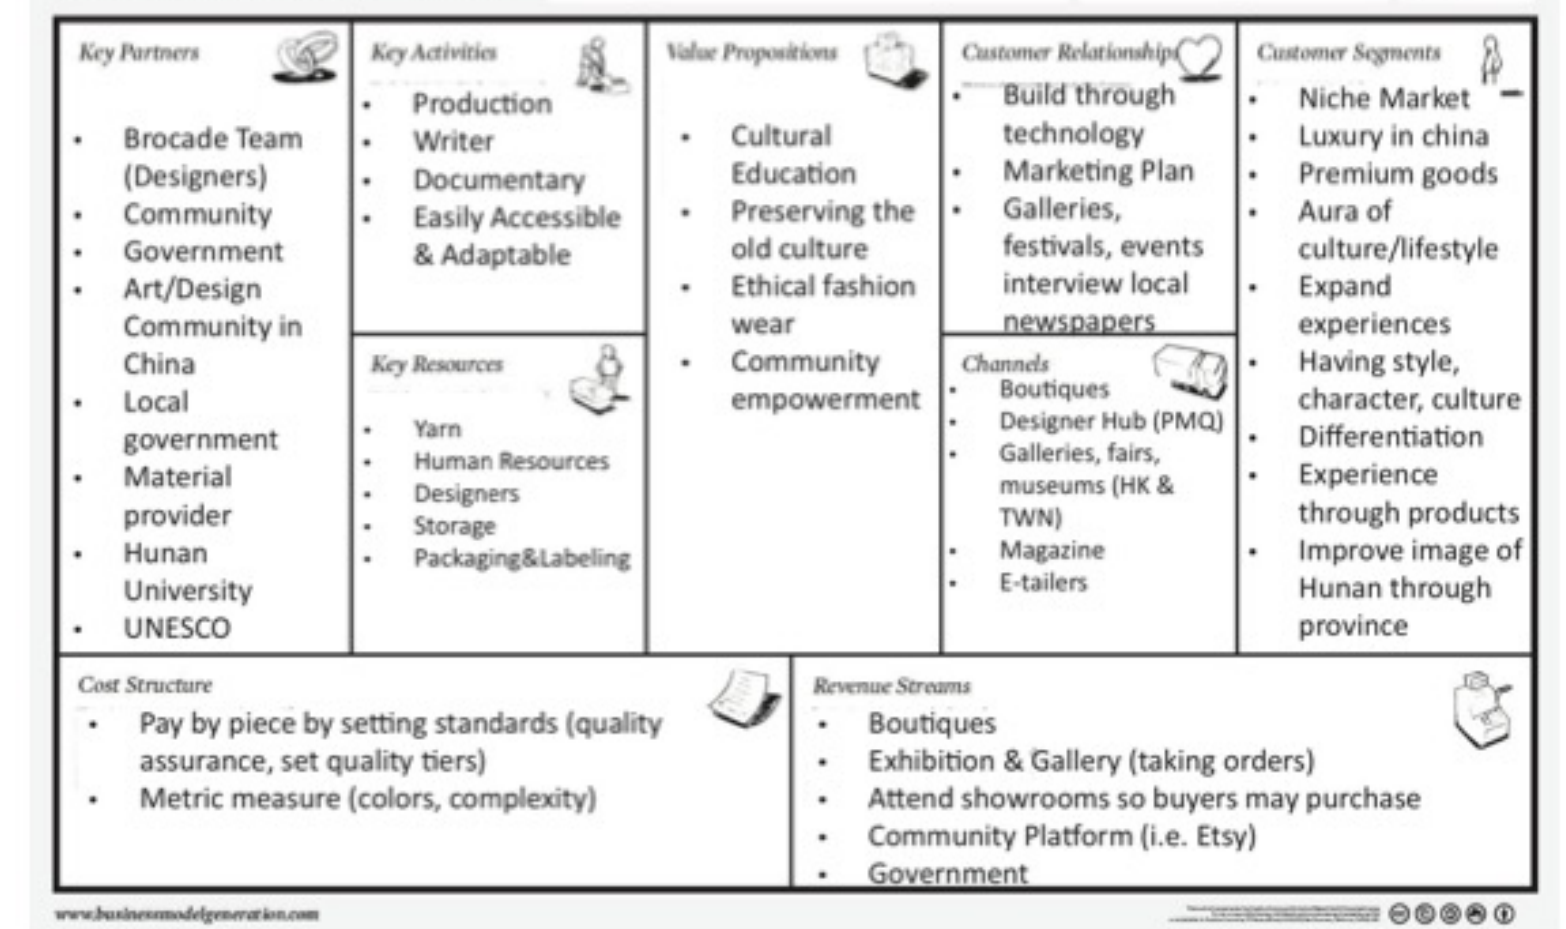 Key Partners
• Brocade Team
(Designers)
• Community
• Government
• Art/Design
Community in
China
• Local
government
• Material
provider
• Hunan
University
• UNESCO
Key Activities
• Production
• Writer
• Documentary
• Easily Accessible
& Adaptable
Key Resources
• Yarn
• Human Resources
• Designers
• Storage
• Packaging&Labeling
Value Propositions
• Cultural
Education
• Preserving the
old culture
• Ethical fashion
wear
• Community
empowerment
Customer Relationships
• Build through
technology
• Marketing Plan
• Galleries,
festivals, events
interview local
newspapers
Channels
• Boutiques
• Designer Hub (PMQ)
• Galleries, fairs,
museums (HK &
TWN)
• Magazine
• E-tailers
Customer Segments
• Niche Market
• Luxury in china
• Premium goods
• Aura of
culture/lifestyle
• Expand
experiences
• Having style,
character, culture
• Differentiation
• Experience
through products
• Improve image of
Hunan through
province
Cost Structure
• Pay by piece by setting standards (quality
assurance, set quality tiers)
• Metric measure (colors, complexity)
Revenue Streams
• Boutiques
• Exhibition & Gallery (taking orders)
• Attend showrooms so buyers may purchase
• Community Platform (i.e. Etsy)
• Government
www.businessmodelgeneration.com